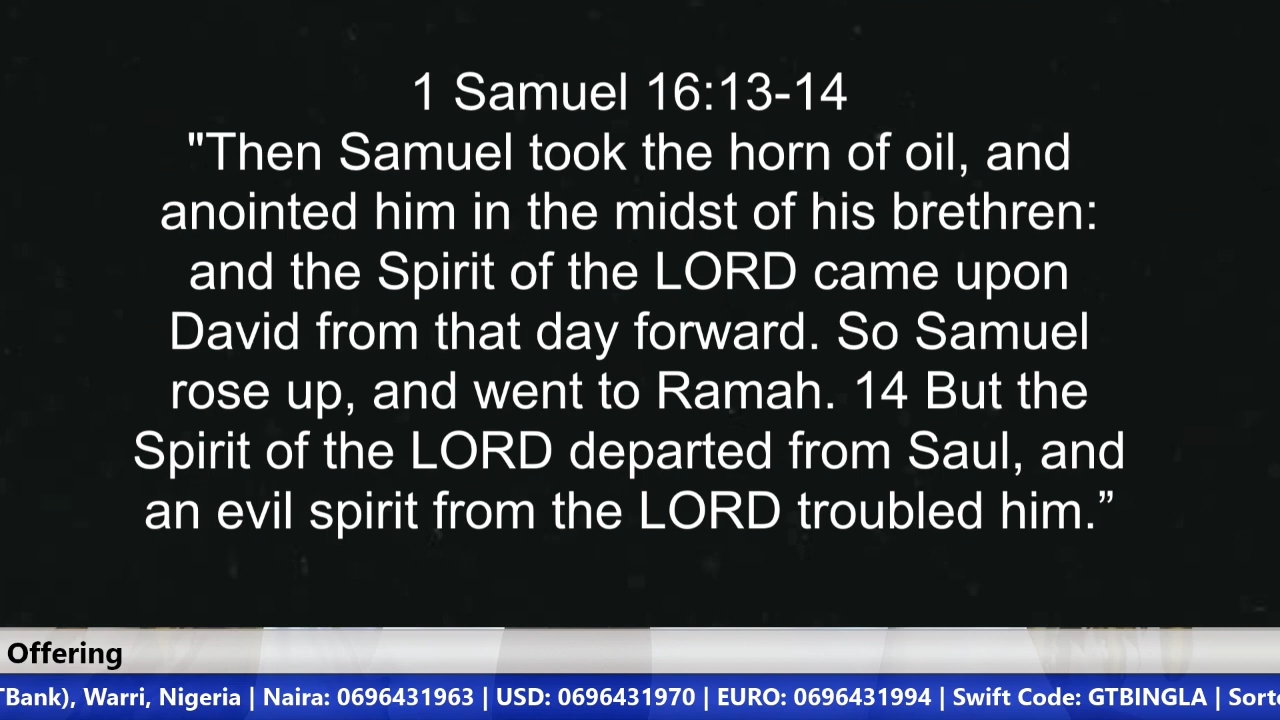 1 Samuel 16:13-14
"Then Samuel took the horn of oil, and
anointed him in the midst of his brethren:
and the Spirit of the LORD came upon
David from that day forward. So Samuel
rose up, and went to Ramah. 14 But the
Spirit of the LORD departed from Saul, and
an evil spirit from the LORD troubled him.”
Offering
TBank), Warri, Nigeria | Naira: 0696431963 | USD: 0696431970 | EURO: 0696431994 | Swift Code: GTBINGLA | Sort